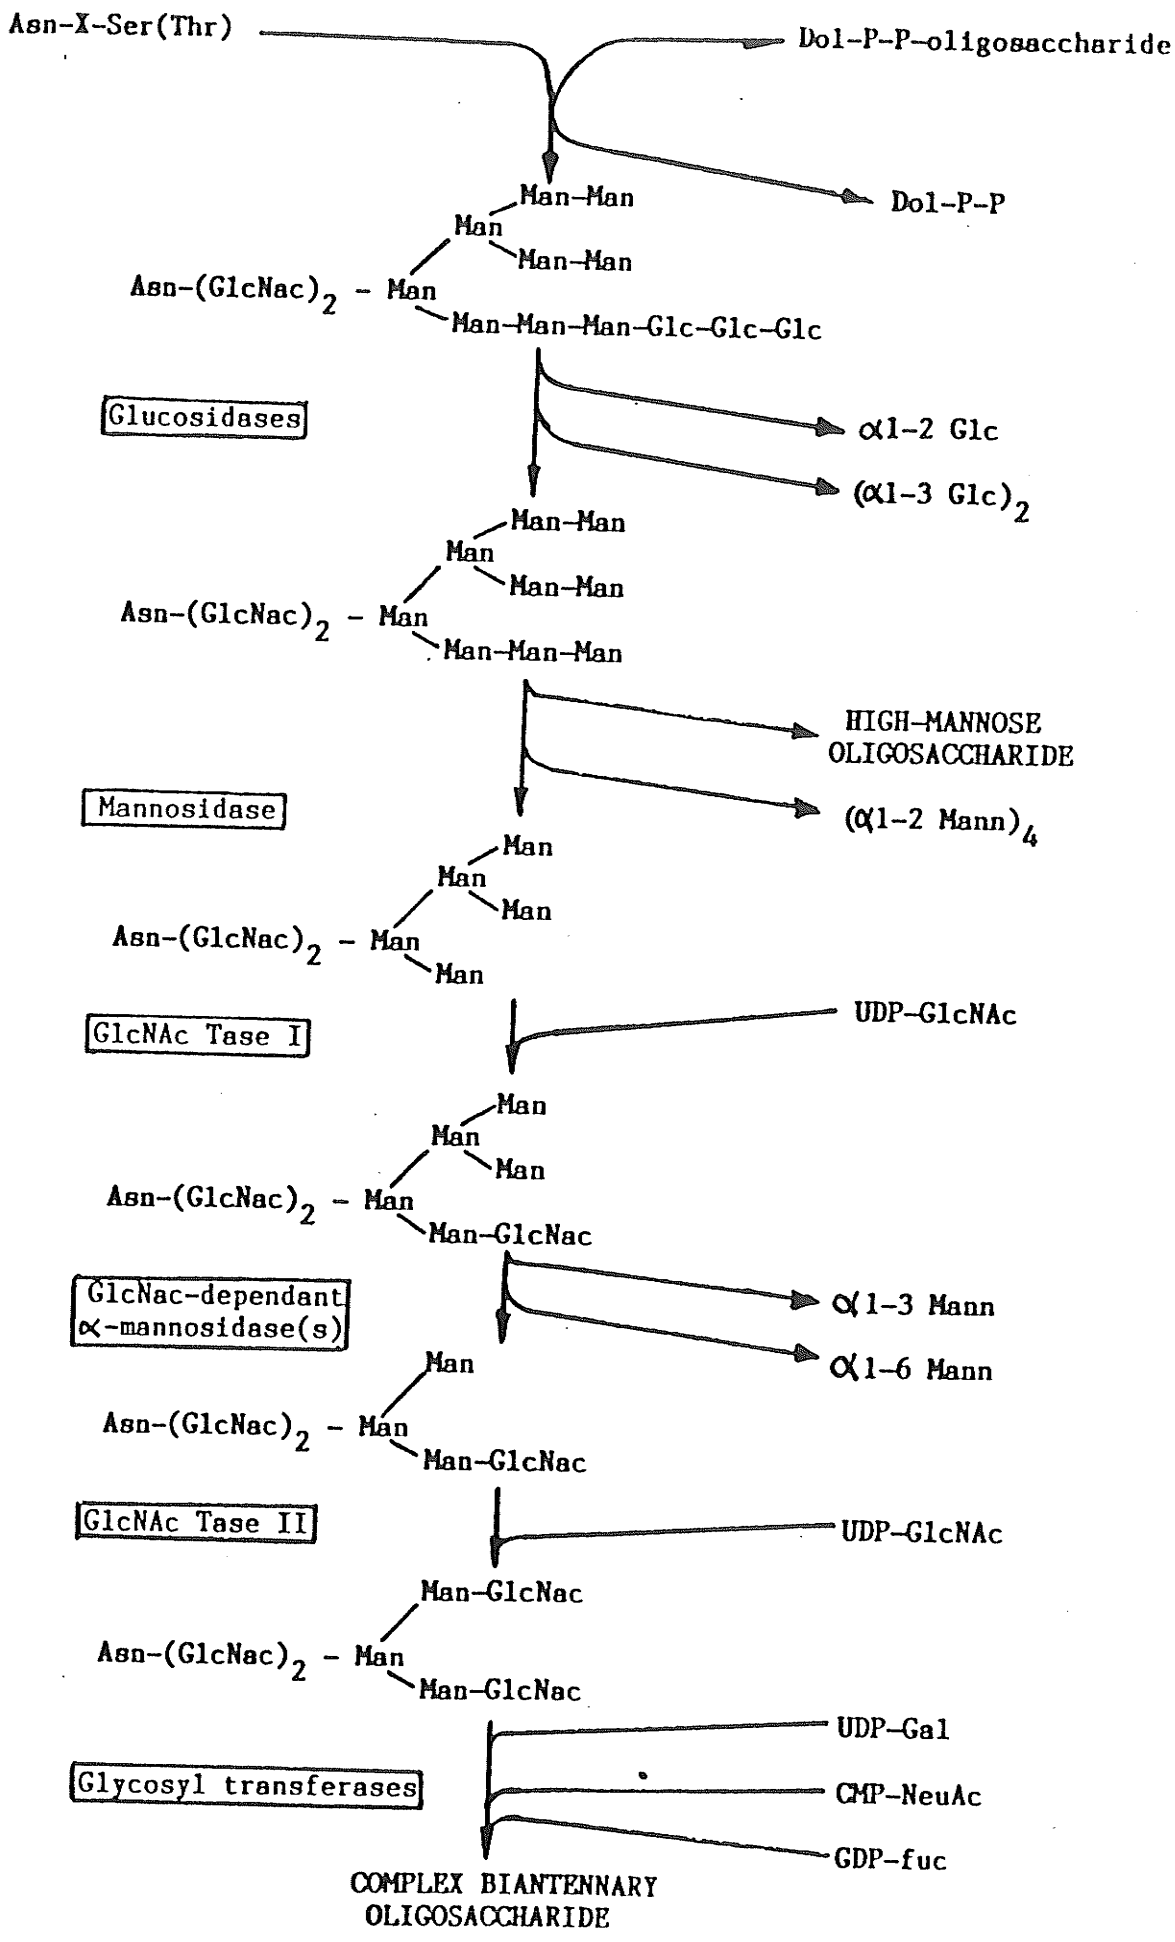 Asn-X-Ser(Thr)
Dol-P-P-oligosaccharide
Dol-P-P
Man-Man
Man
Man-Man
Asn-(GlcNac)2 - Man
Man-Man-Man-Glc-Glc-Glc
Glucosidases
α1-2 Glc
(α1-3 Glc)2
Man-Man
Man
Man-Man
Asn-(GlcNac)2 - Man
Man-Man-Man
HIGH-MANNOSE
OLIGOSACCHARIDE
Mannosidase
(α1-2 Mann)4
Man
Man
Man
Asn-(GlcNac)2 - Man
Man
GlcNAc Tase I
UDP-GlcNAc
Man
Man
Man
Asn-(GlcNac)2 - Man
Man-GlcNac
GlcNac-dependant
α-mannosidase(s)
α1-3 Mann
α1-6 Mann
Man
Asn-(GlcNac)2 - Man
Man-GlcNac
GlcNAc Tase II
UDP-GlcNAc
Man-GlcNac
Asn-(GlcNac)2 - Man
Man-GlcNac
UDP-Gal
Glycosyl transferases
CMP-NeuAc
GDP-fuc
COMPLEX BIANTENNARY
OLIGOSACCHARIDE